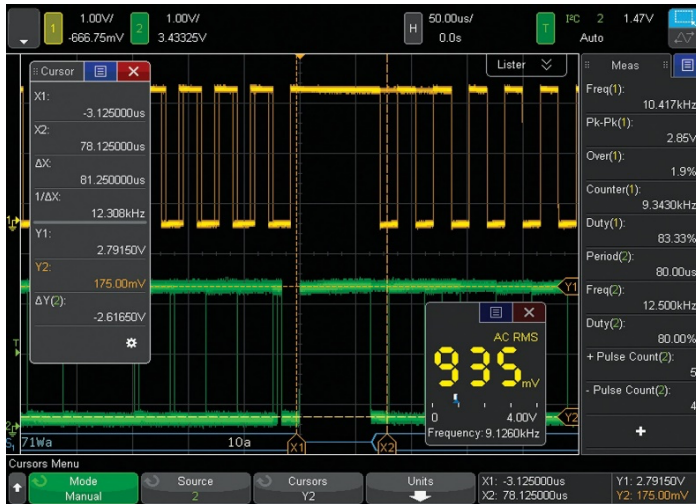 1 1.00V/ -666.75mV 2 1.00V/ 3.43325V H 50.00us/ 0.0s T I²C 2 1.47V Auto
Lister
Cursor
X1:
-3.125000us
X2:
78.125000us
ΔX:
81.250000us
1/ΔX:
12.308kHz
Y1:
2.79150V
Y2:
175.00mV
ΔY(2):
-2.61650V
Meas
Freq(1):
10.417kHz
Pk-Pk(1):
2.85V
Over(1):
1.9%
Counter(1):
9.3430kHz
Duty(1):
83.33%
Period(2):
80.00us
Freq(2):
12.500kHz
Duty(2):
80.00%
+ Pulse Count(2):
5
- Pulse Count(2):
4
+
1
T
2
Y1
Y2
AC RMS
935 mV
0 4.00V
Frequency: 9.1260kHz
S1 71Wa 10a X1 X2
Cursors Menu
Mode
Manual
Source
2
Cursors
Y2
Units
X1: -3.125000us
X2: 78.125000us
Y1: 2.79150V
Y2: 175.00mV